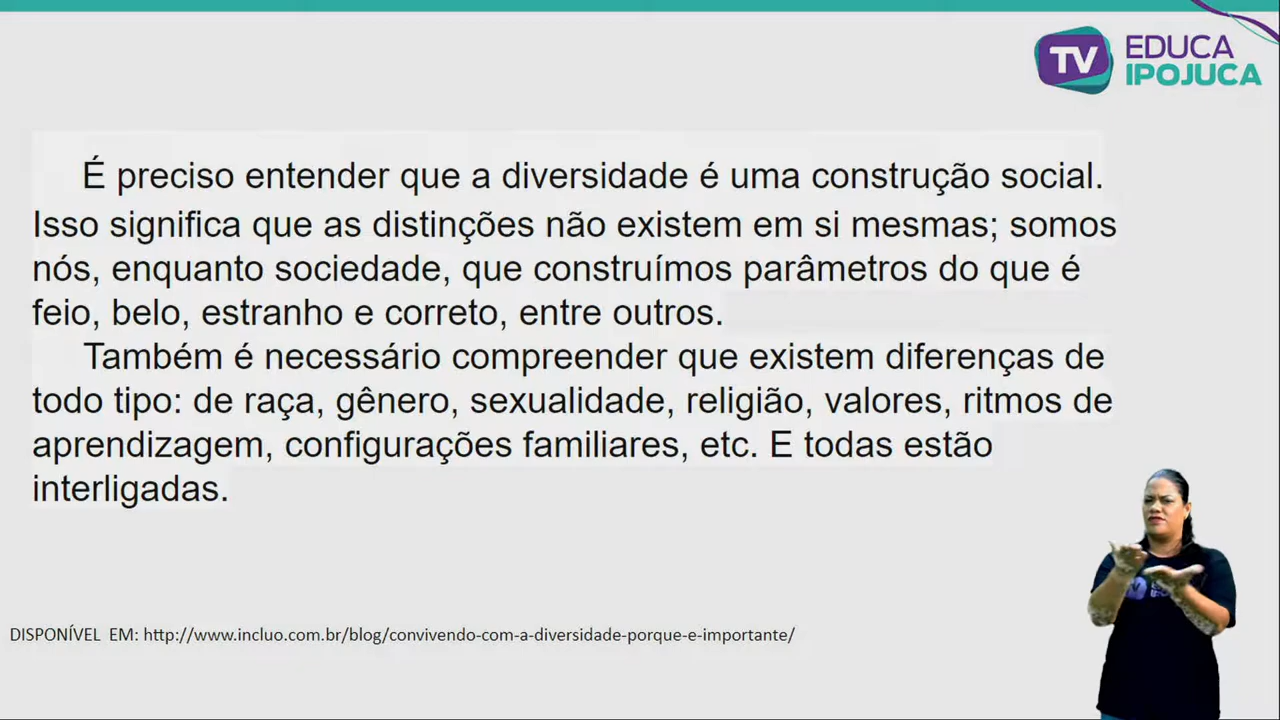 TV EDUCA
IPOJUCA
É preciso entender que a diversidade é uma construção social.
Isso significa que as distinções não existem em si mesmas; somos
nós, enquanto sociedade, que construímos parâmetros do que é
feio, belo, estranho e correto, entre outros.
Também é necessário compreender que existem diferenças de
todo tipo: de raça, gênero, sexualidade, religião, valores, ritmos de
aprendizagem, configurações familiares, etc. E todas estão
interligadas.
DISPONÍVEL EM: http://www.incluo.com.br/blog/convivendo-com-a-diversidade-porque-e-importante/